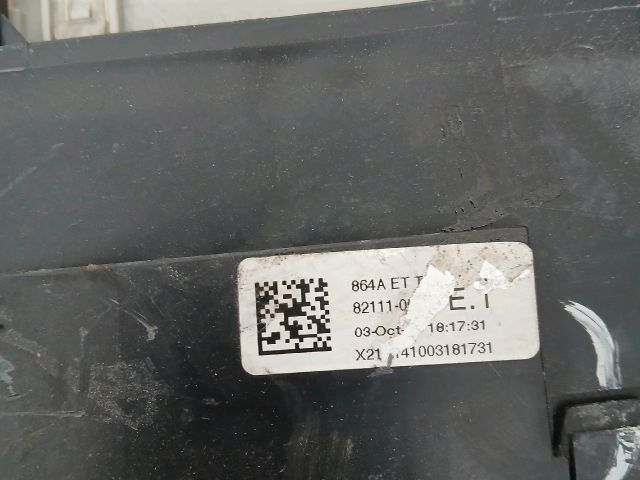 864A ET
82111-0 E.T
03-Oct- 18:17:31
X21 141003181731